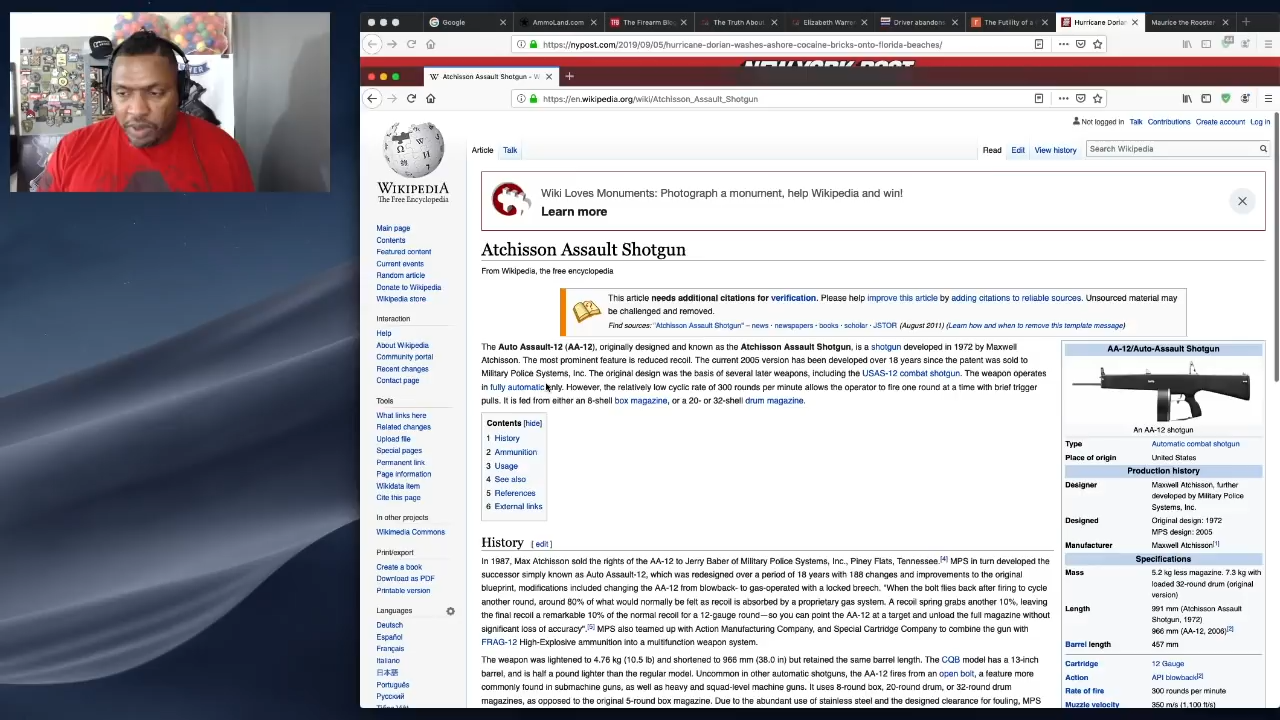 Google
AmmoLand.com
The Firearm Blog
The Truth About
Elizabeth Warre
Driver abandons
The Futility of
Hurricane Dorian
Maurice the Rooster
https://nypost.com/2019/09/05/hurricane-dorian-washes-ashore-cocaine-bricks-onto-florida-beaches/
NEW YORK POST
Atchisson Assault Shotgun - W
https://en.wikipedia.org/wiki/Atchisson_Assault_Shotgun
Not logged in Talk Contributions Create account Log in
Article Talk Read Edit View history Search Wikipedia
WIKIPEDIA
The Free Encyclopedia
Main page
Contents
Featured content
Current events
Random article
Donate to Wikipedia
Wikipedia store
Interaction
Help
About Wikipedia
Community portal
Recent changes
Contact page
Tools
What links here
Related changes
Upload file
Special pages
Permanent link
Page information
Wikidata item
Cite this page
In other projects
Wikimedia Commons
Print/export
Create a book
Download as PDF
Printable version
Languages
Deutsch
Español
Français
Italiano
日本語
Português
Русский
Wiki Loves Monuments: Photograph a monument, help Wikipedia and win!
Learn more
Atchisson Assault Shotgun
From Wikipedia, the free encyclopedia
This article needs additional citations for verification. Please help improve this article by adding citations to reliable sources. Unsourced material may
be challenged and removed.
Find sources: "Atchisson Assault Shotgun" – news · newspapers · books · scholar · JSTOR (August 2011) (Learn how and when to remove this template message)
The Auto Assault-12 (AA-12), originally designed and known as the Atchisson Assault Shotgun, is a shotgun developed in 1972 by Maxwell
Atchisson. The most prominent feature is reduced recoil. The current 2005 version has been developed over 18 years since the patent was sold to
Military Police Systems, Inc. The original design was the basis of several later weapons, including the USAS-12 combat shotgun. The weapon operates
in fully automatic only. However, the relatively low cyclic rate of 300 rounds per minute allows the operator to fire one round at a time with brief trigger
pulls. It is fed from either an 8-shell box magazine, or a 20- or 32-shell drum magazine.
Contents [hide]
1 History
2 Ammunition
3 Usage
4 See also
5 References
6 External links
History [ edit ]
In 1987, Max Atchisson sold the rights of the AA-12 to Jerry Baber of Military Police Systems, Inc., Piney Flats, Tennessee.[4] MPS in turn developed the
successor simply known as Auto Assault-12, which was redesigned over a period of 18 years with 188 changes and improvements to the original
blueprint, modifications included changing the AA-12 from blowback- to gas-operated with a locked breech. "When the bolt flies back after firing to cycle
another round, around 80% of what would normally be felt as recoil is absorbed by a proprietary gas system. A recoil spring grabs another 10%, leaving
the final recoil a remarkable 10% of the normal recoil for a 12-gauge round—so you can point the AA-12 at a target and unload the full magazine without
significant loss of accuracy".[5] MPS also teamed up with Action Manufacturing Company, and Special Cartridge Company to combine the gun with
FRAG-12 High-Explosive ammunition into a multifunction weapon system.
The weapon was lightened to 4.76 kg (10.5 lb) and shortened to 966 mm (38.0 in) but retained the same barrel length. The CQB model has a 13-inch
barrel, and is half a pound lighter than the regular model. Uncommon in other automatic shotguns, the AA-12 fires from an open bolt, a feature more
commonly found in submachine guns, as well as heavy and squad-level machine guns. It uses 8-round box, 20-round drum, or 32-round drum
magazines, as opposed to the original 5-round box magazine. Due to the abundant use of stainless steel and the designed clearance for fouling, MPS
AA-12/Auto-Assault Shotgun
An AA-12 shotgun
Type Automatic combat shotgun
Place of origin United States
Production history
Designer Maxwell Atchisson, further
developed by Military Police
Systems, Inc.
Designed Original design: 1972
MPS design: 2005
Manufacturer Maxwell Atchisson[1]
Specifications
Mass 5.2 kg less magazine. 7.3 kg with
loaded 32-round drum (original
version)
Length 991 mm (Atchisson Assault
Shotgun, 1972)
966 mm (AA-12, 2006)[2]
Barrel length 457 mm
Cartridge 12 Gauge
Action API blowback[2]
Rate of fire 300 rounds per minute
Muzzle velocity 350 m/s (1,100 ft/s)